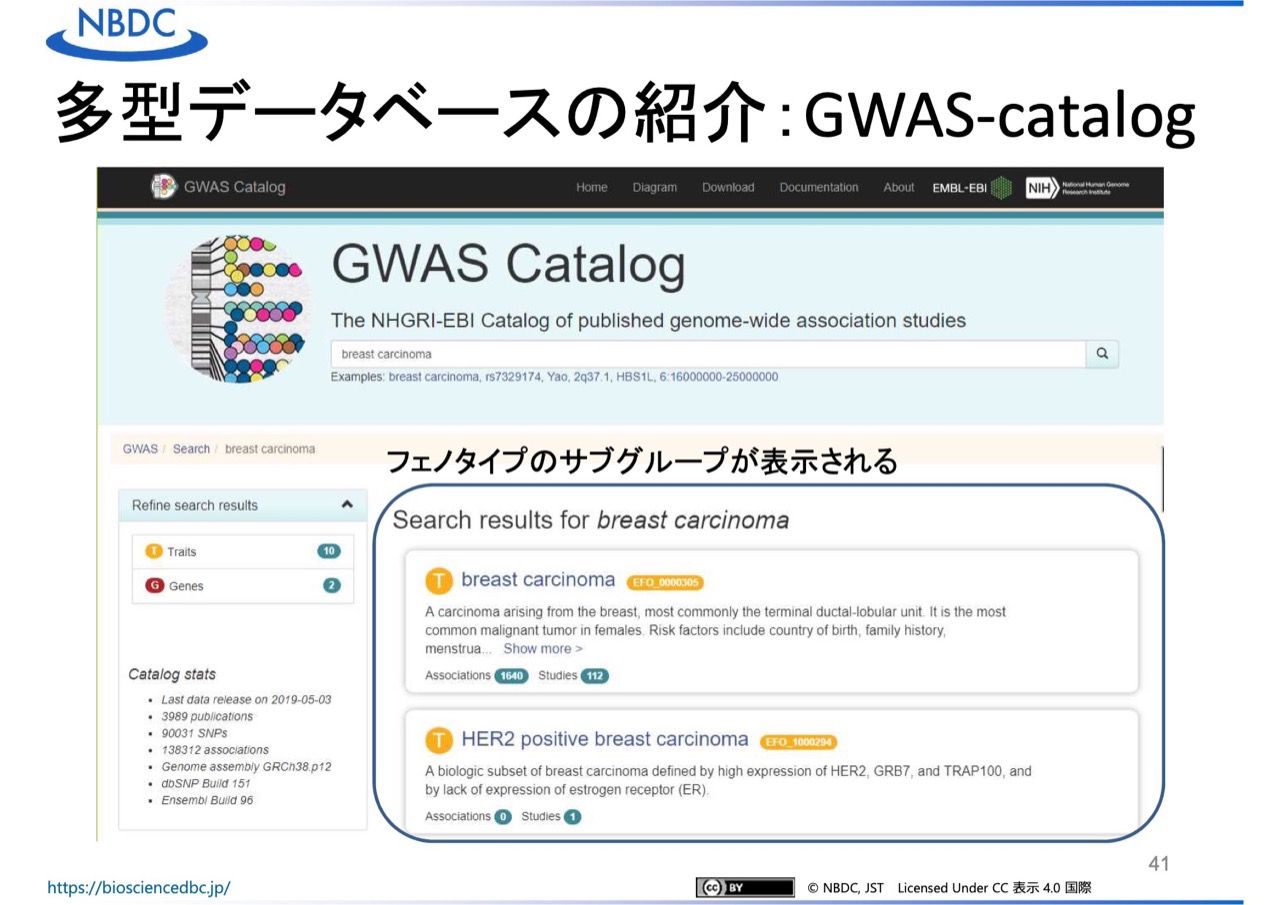 NBDC
多型データベースの紹介：GWAS-catalog
GWAS Catalog
Home Diagram Download Documentation About EMBL-EBI NIH National Human Genome Research Institute
GWAS Catalog
The NHGRI-EBI Catalog of published genome-wide association studies
breast carcinoma
Examples: breast carcinoma, rs7329174, Yao, 2q37.1, HBS1L, 6:16000000-25000000
GWAS / Search / breast carcinoma
フェノタイプのサブグループが表示される
Refine search results
T Traits 10
G Genes 2
Catalog stats
• Last data release on 2019-05-03
• 3989 publications
• 90031 SNPs
• 138312 associations
• Genome assembly GRCh38.p12
• dbSNP Build 151
• Ensembl Build 96
Search results for breast carcinoma
T breast carcinoma EFO_0000305
A carcinoma arising from the breast, most commonly the terminal ductal-lobular unit. It is the most
common malignant tumor in females. Risk factors include country of birth, family history,
menstrua... Show more >
Associations 1640 Studies 112
T HER2 positive breast carcinoma EFO_1000294
A biologic subset of breast carcinoma defined by high expression of HER2, GRB7, and TRAP100, and
by lack of expression of estrogen receptor (ER).
Associations 0 Studies 1
41
https://biosciencedbc.jp/
cc BY © NBDC, JST Licensed Under CC 表示 4.0 国際